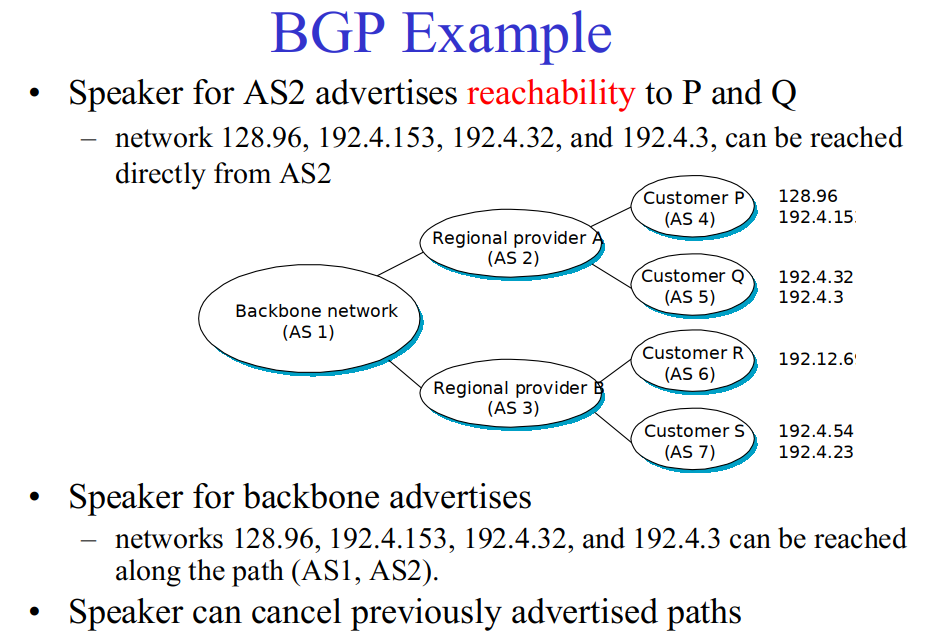 BGP Example
• Speaker for AS2 advertises reachability to P and Q
– network 128.96, 192.4.153, 192.4.32, and 192.4.3, can be reached
directly from AS2
Customer P
(AS 4)
128.96
192.4.15
Regional provider A
(AS 2)
Customer Q
(AS 5)
192.4.32
192.4.3
Backbone network
(AS 1)
Customer R
(AS 6)
192.12.6
Regional provider B
(AS 3)
Customer S
(AS 7)
192.4.54
192.4.23
• Speaker for backbone advertises
– networks 128.96, 192.4.153, 192.4.32, and 192.4.3 can be reached
along the path (AS1, AS2).
• Speaker can cancel previously advertised paths